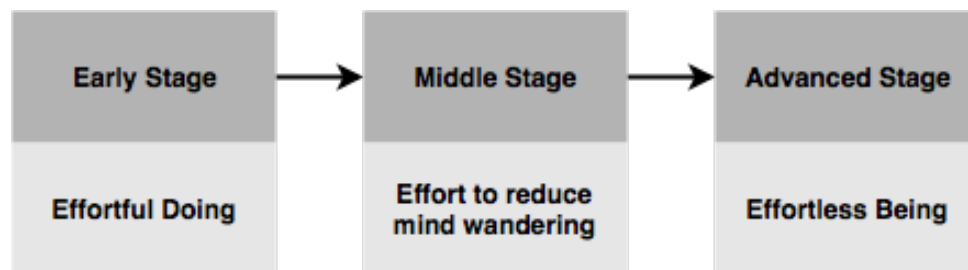 Early Stage
Middle Stage
Advanced Stage
Effortful Doing
Effort to reduce
mind wandering
Effortless Being